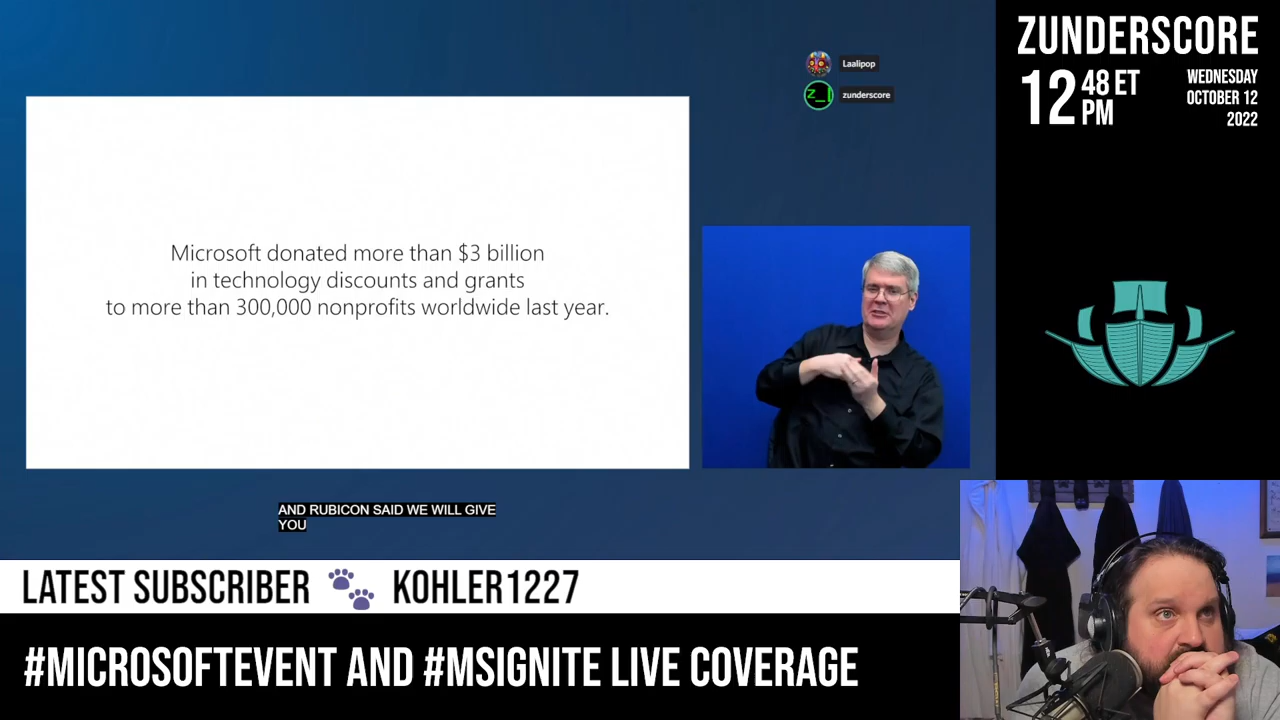 Laalipop
zunderscore
Microsoft donated more than $3 billion
in technology discounts and grants
to more than 300,000 nonprofits worldwide last year.
AND RUBICON SAID WE WILL GIVE
YOU
ZUNDERSCORE
12 48 ET
PM
WEDNESDAY
OCTOBER 12
2022
LATEST SUBSCRIBER KOHLER1227
#MICROSOFTEVENT AND #MSIGNITE LIVE COVERAGE